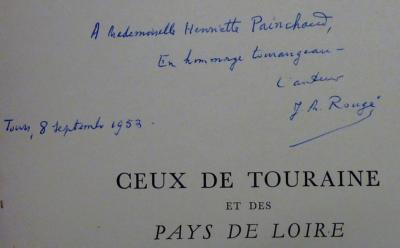 A Mademoiselle Henriette Painchaud,
En hommage tourangeau -
L'auteur
J. M. Rougé
Tours, 8 septembre 1953.
CEUX DE TOURAINE
ET DES
PAYS DE LOIRE